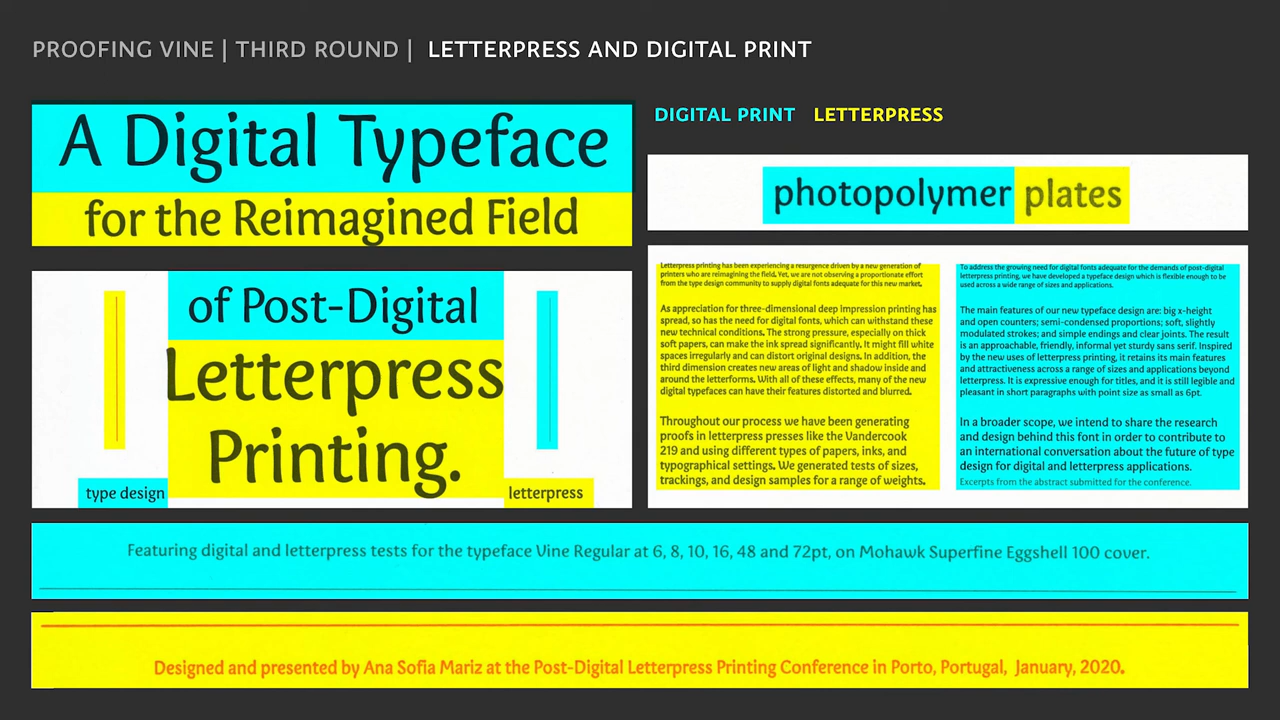 PROOFING VINE | THIRD ROUND | LETTERPRESS AND DIGITAL PRINT
A Digital Typeface
for the Reimagined Field
of Post-Digital
Letterpress
Printing.
type design
letterpress
DIGITAL PRINT LETTERPRESS
photopolymer plates
Letterpress printing has been experiencing a resurgence driven by a new generation of
printers who are reimagining the field. Yet, we are not observing a proportionate effort
from the type design community to supply digital fonts adequate for this new market.
As appreciation for three-dimensional deep impression printing has
spread, so has the need for digital fonts, which can withstand these
new technical conditions. The strong pressure, especially on thick
soft papers, can make the ink spread significantly. It might fill white
spaces irregularly and can distort original designs. In addition, the
third dimension creates new areas of light and shadow inside and
around the letterforms. With all of these effects, many of the new
digital typefaces can have their features distorted and blurred.
Throughout our process we have been generating
proofs in letterpress presses like the Vandercook
219 and using different types of papers, inks, and
typographical settings. We generated tests of sizes,
trackings, and design samples for a range of weights.
To address the growing need for digital fonts adequate for the demands of post-digital
letterpress printing, we have developed a typeface design which is flexible enough to be
used across a wide range of sizes and applications.
The main features of our new typeface design are: big x-height
and open counters; semi-condensed proportions; soft, slightly
modulated strokes; and simple endings and clear joints. The result
is an approachable, friendly, informal yet sturdy sans serif. Inspired
by the new uses of letterpress printing, it retains its main features
and attractiveness across a range of sizes and applications beyond
letterpress. It is expressive enough for titles, and it is still legible and
pleasant in short paragraphs with point size as small as 6pt.
In a broader scope, we intend to share the research
and design behind this font in order to contribute to
an international conversation about the future of type
design for digital and letterpress applications.
Excerpts from the abstract submitted for the conference.
Featuring digital and letterpress tests for the typeface Vine Regular at 6, 8, 10, 16, 48 and 72pt, on Mohawk Superfine Eggshell 100 cover.
Designed and presented by Ana Sofia Mariz at the Post-Digital Letterpress Printing Conference in Porto, Portugal, January, 2020.